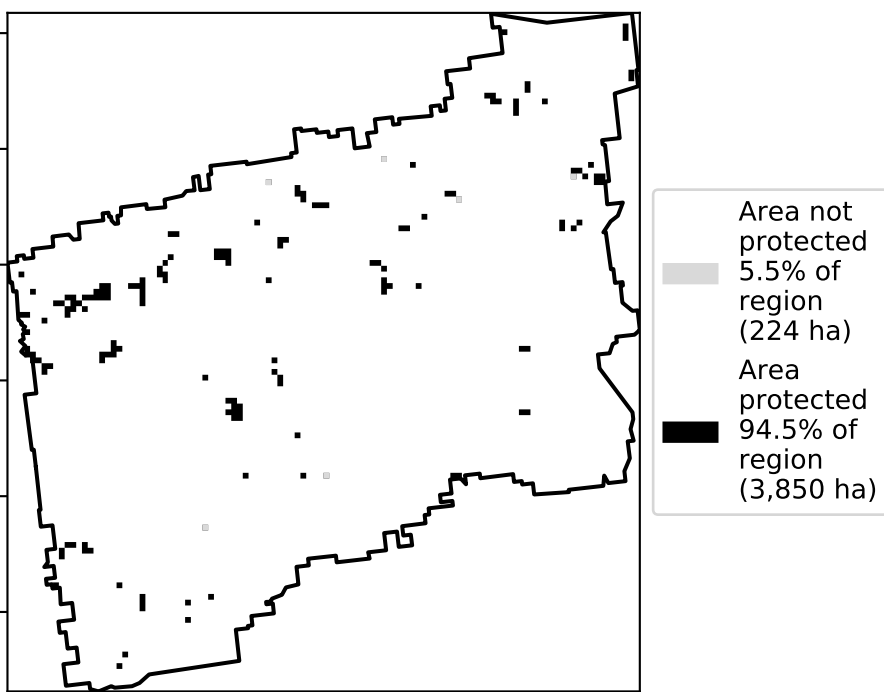 Area not
protected
5.5% of
region
(224 ha)
Area
protected
94.5% of
region
(3,850 ha)